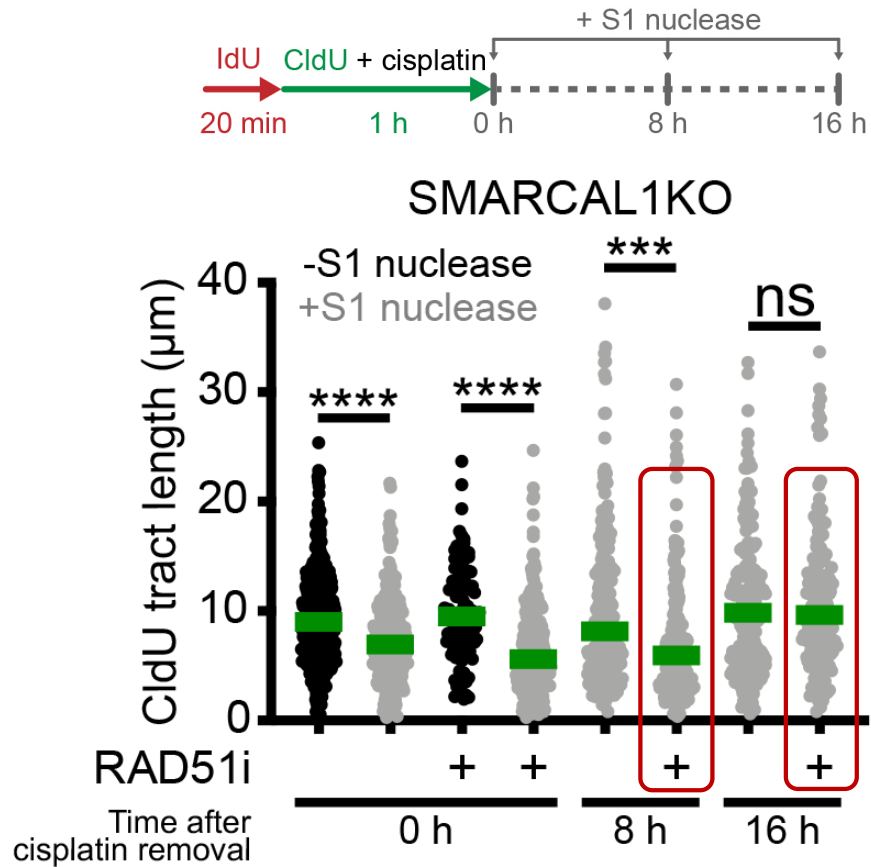 + S1 nuclease
IdU CldU + cisplatin
20 min 1 h 0 h 8 h 16 h
SMARCAL1KO
-S1 nuclease
+S1 nuclease
**** **** *** ns
CldU tract length (μm)
40
30
20
10
0
RAD51i + + + +
Time after
cisplatin removal
0 h 8 h 16 h